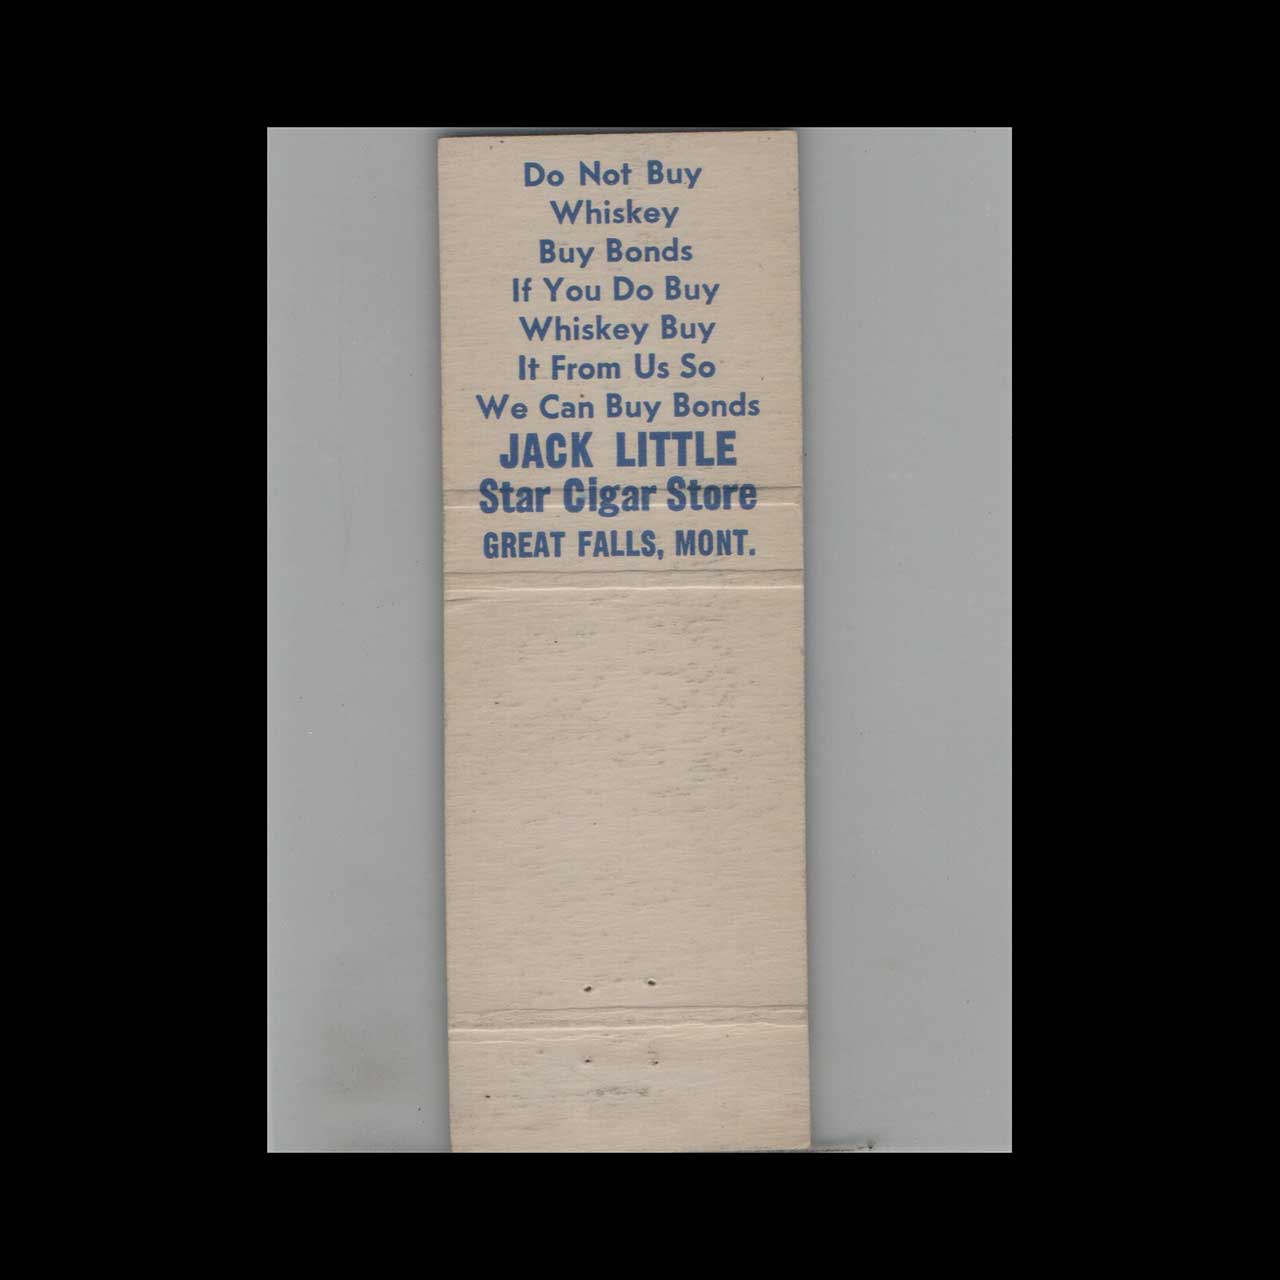 Do Not Buy
Whiskey
Buy Bonds
If You Do Buy
Whiskey Buy
It From Us So
We Can Buy Bonds
JACK LITTLE
Star Cigar Store
GREAT FALLS, MONT.